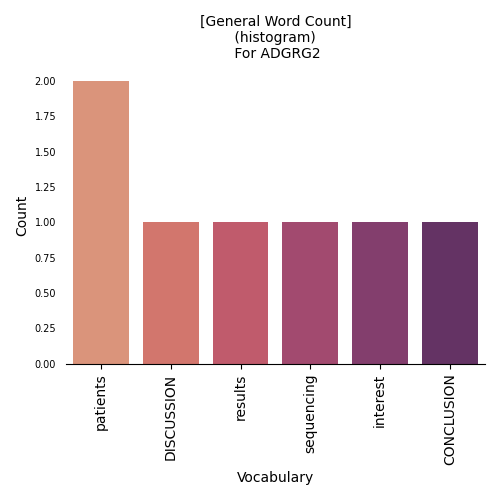 [General Word Count]
(histogram)
For ADGRG2
2.00
1.75
1.50
1.25
1.00
0.75
0.50
0.25
0.00
Count
patients
DISCUSSION
results
sequencing
interest
CONCLUSION
Vocabulary